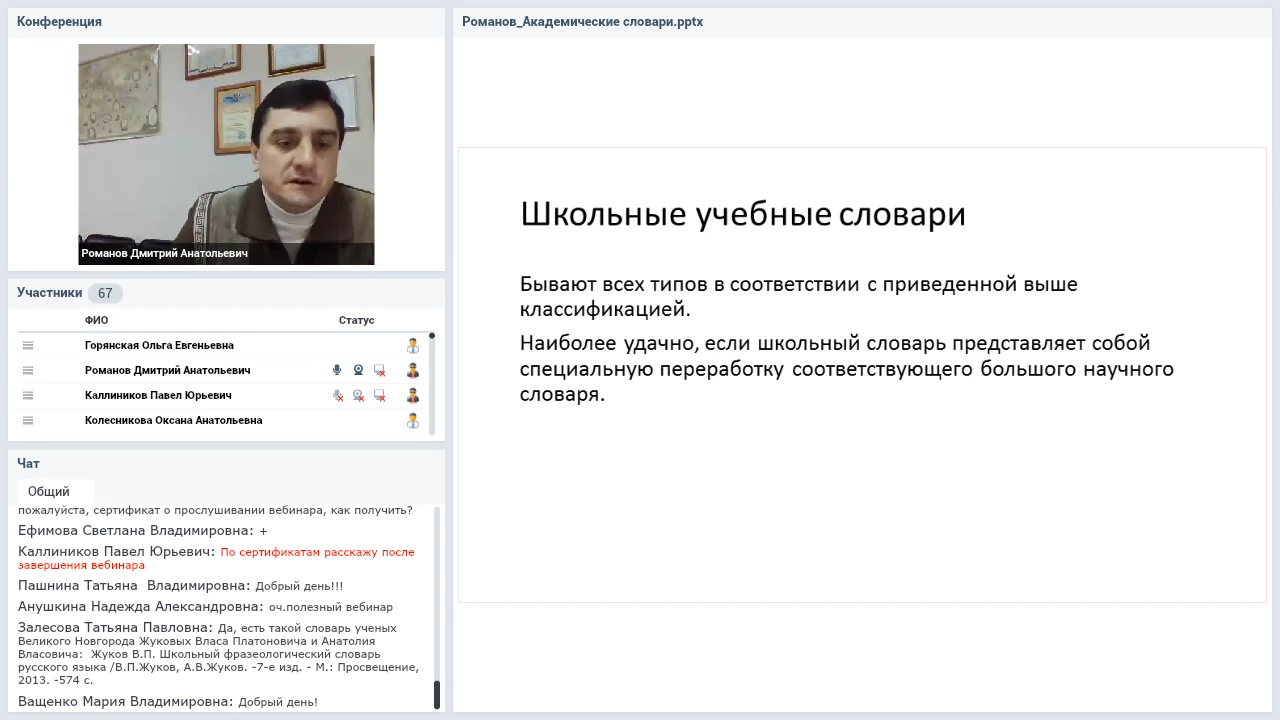 Конференция
Романов Дмитрий Анатольевич
Участники 67
ФИО Статус
Горянская Ольга Евгеньевна
Романов Дмитрий Анатольевич
Каллиников Павел Юрьевич
Колесникова Оксана Анатольевна
Чат
Общий
пожалуйста, сертификат о прослушивании вебинара, как получить?
Ефимова Светлана Владимировна: +
Каллиников Павел Юрьевич: По сертификатам расскажу после
завершения вебинара
Пашнина Татьяна  Владимировна: Добрый день!!!
Анушкина Надежда Александровна: оч.полезный вебинар
Залесова Татьяна Павловна: Да, есть такой словарь ученых
Великого Новгорода Жуковых Власа Платоновича и Анатолия
Власовича:  Жуков В.П. Школьный фразеологический словарь
русского языка /В.П.Жуков, А.В.Жуков. -7-е изд. - М.: Просвещение,
2013. -574 с.
Ващенко Мария Владимировна: Добрый день!
Романов_Академические словари.pptx
Школьные учебные словари
Бывают всех типов в соответствии с приведенной выше
классификацией.
Наиболее удачно, если школьный словарь представляет собой
специальную переработку соответствующего большого научного
словаря.